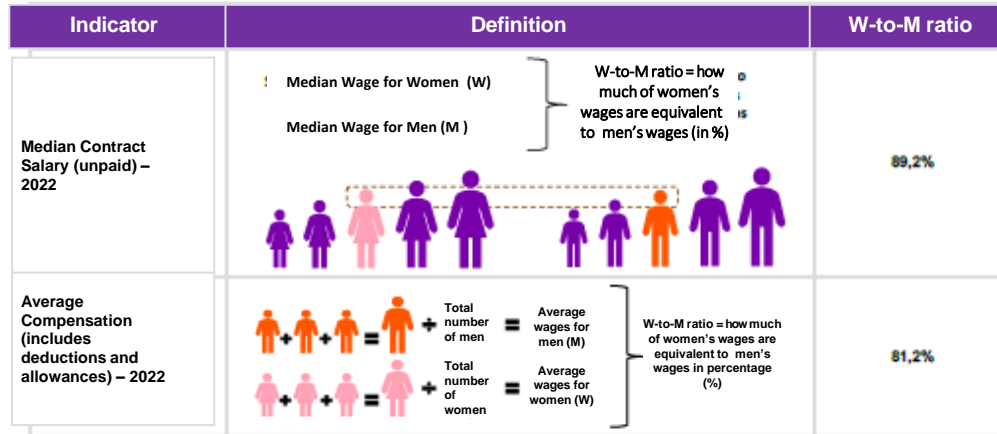 Indicator
Definition
W-to-M ratio
Median Contract
Salary (unpaid) –
2022
Median Wage for Women  (W)
Median Wage for Men (M )
W-to-M ratio = how
much of women's
wages are equivalent
to  men's wages (in %)
89,2%
Average
Compensation
(includes
deductions and
allowances) – 2022
Total
number
of men
Average
wages for
men (M)
Total
number
of
women
Average
wages for
women (W)
W-to-M ratio = how much
of women's wages are
equivalent to  men's
wages in percentage
(%)
81,2%